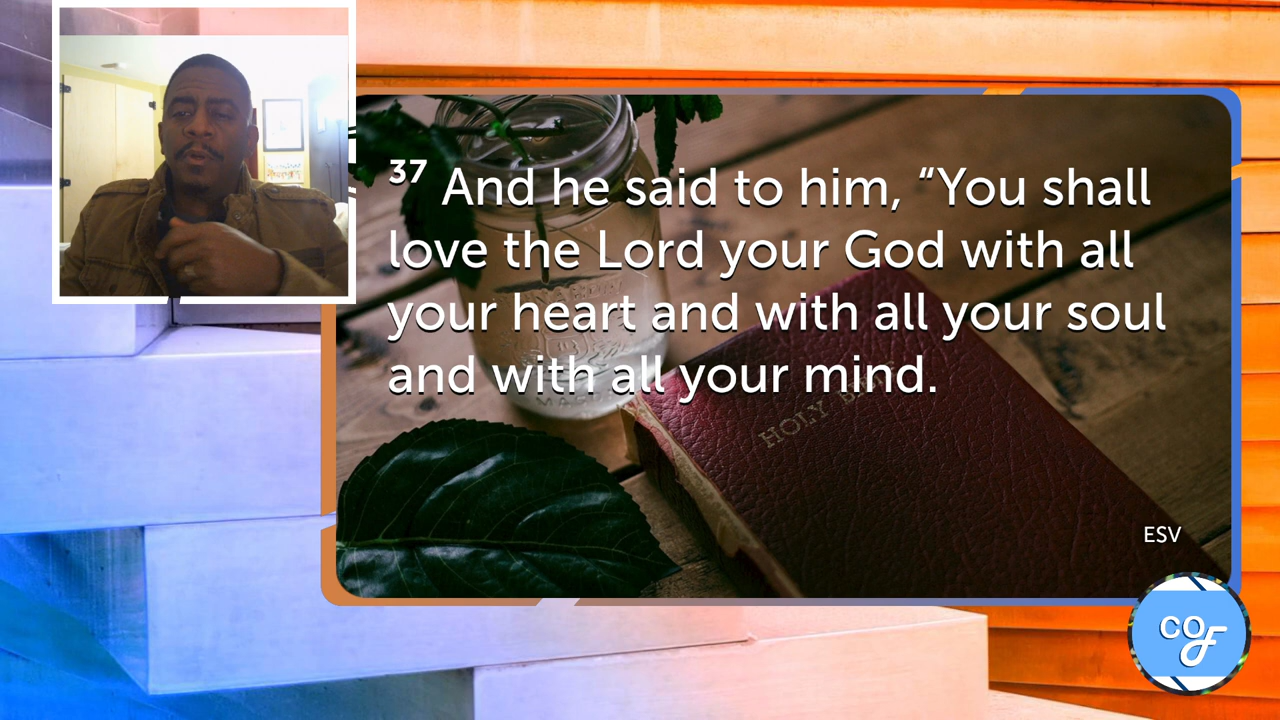 37 And he said to him, “You shall
love the Lord your God with all
your heart and with all your soul
and with all your mind.
HOLY
ESV
COF